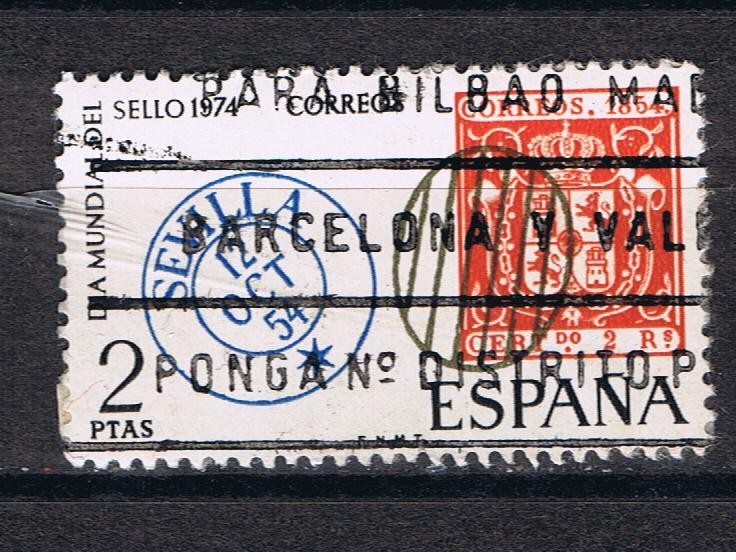 PARA BILBAO MAD
DIA MUNDIAL DEL
SELLO 1974 CORREOS
CORREOS. 1854.
SEVILLA
12
OCT
54
BARCELONA Y VAL
CERT DO 2 RS
2
PTAS
PONGA Nº DISTRITO P
ESPAÑA
F.N.M.T.